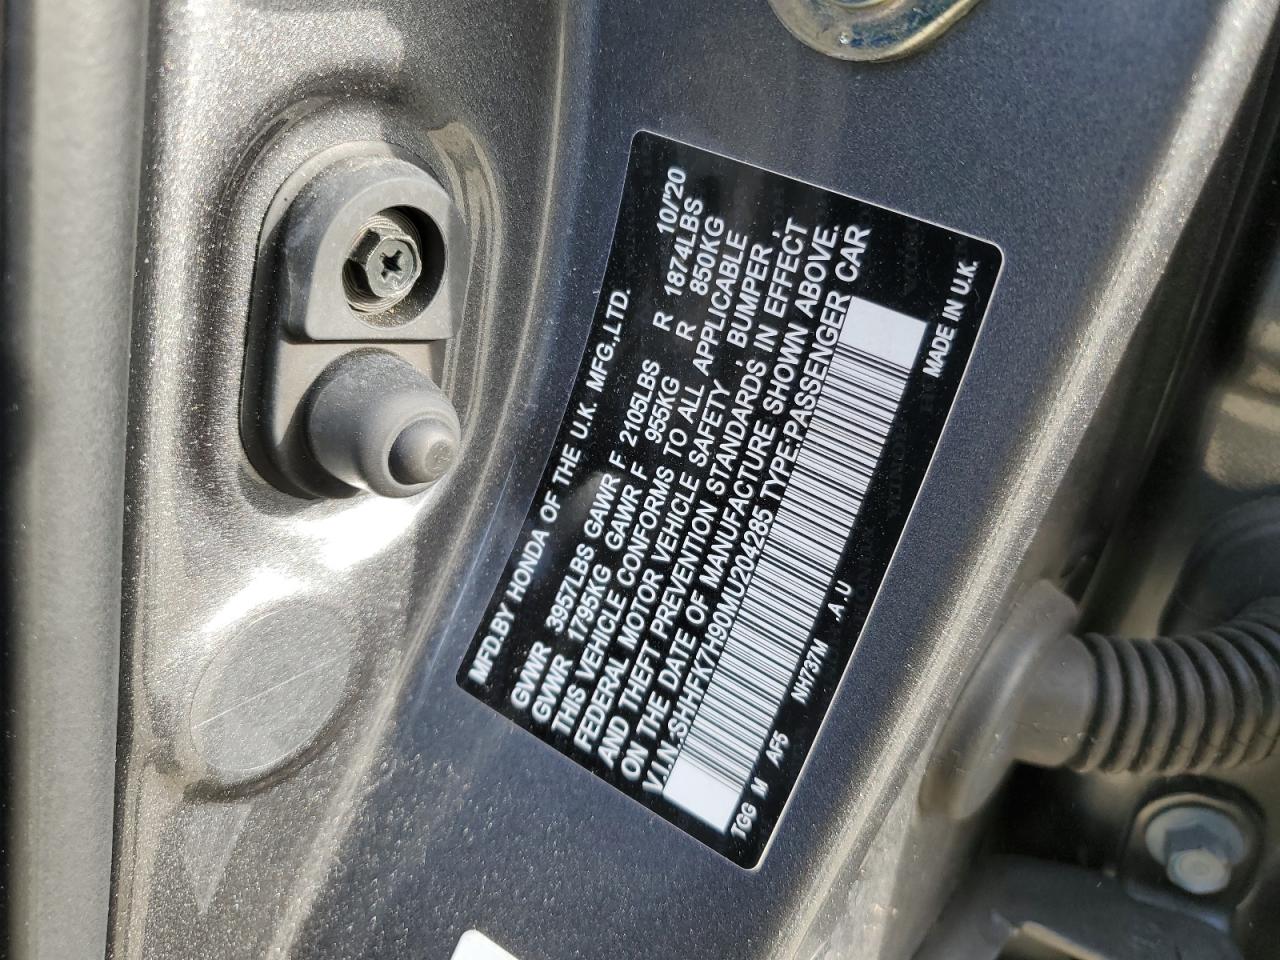 MFD.BY HONDA OF THE U.K. MFG.,LTD. 10/'20
GVWR 3957LBS GAWR F 2105LBS R 1874LBS
GVWR 1795KG GAWR F 955KG R 850KG
THIS VEHICLE CONFORMS TO ALL APPLICABLE
FEDERAL MOTOR VEHICLE SAFETY , BUMPER ,
AND THEFT PREVENTION STANDARDS IN EFFECT
ON THE DATE OF MANUFACTURE SHOWN ABOVE.
V.I.N.:SHHFK7H90MU204285 TYPE:PASSENGER CAR
TGG M AF5 NH737M A.U MADE IN U.K.